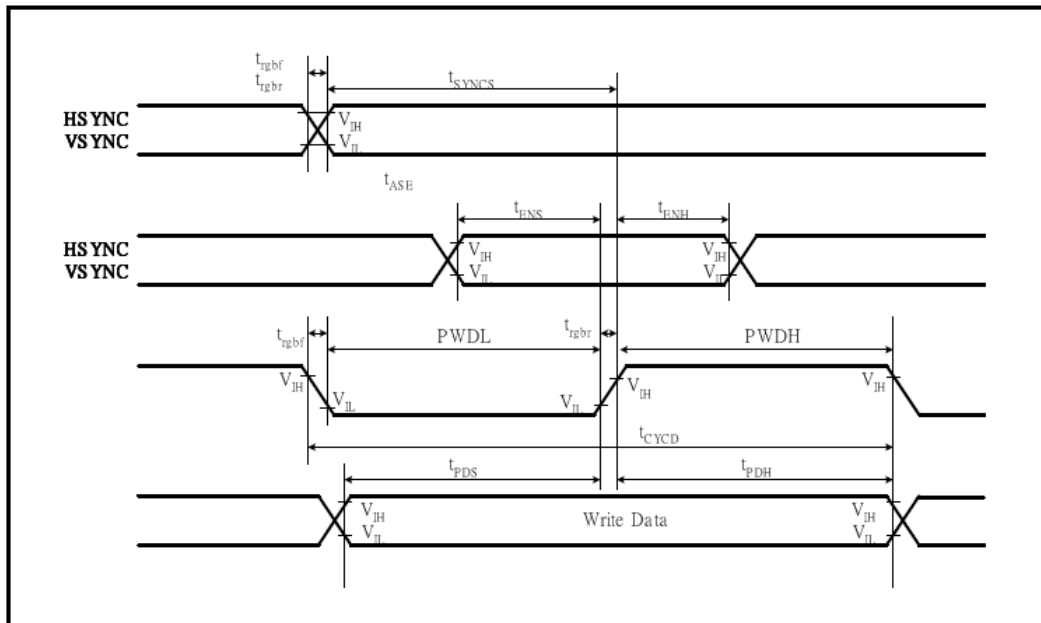 trgbf
trgbr
tSYNCS
HSYNC
VSYNC
VIH
VIL
tASE
tENS
tENH
HSYNC
VSYNC
VIH
VIL
VIH
VIL
trgbf
PWDL
trgbr
PWDH
VIH
VIL
VIL
VIH
VIH
tCYCD
tPDS
tPDH
VIH
VIL
Write Data
VIH
VIL